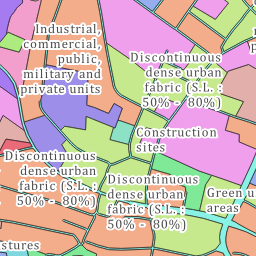 Industrial,
commercial,
public,
military and
private units
Discontinuous
dense urban
fabric (S.L. :
50% - 80%)
Construction
sites
Discontinuous
dense urban
fabric (S.L. :
50% - 80%)
Discontinuous
dense urban
fabric (S.L. :
50% - 80%)
Green u
areas
stures